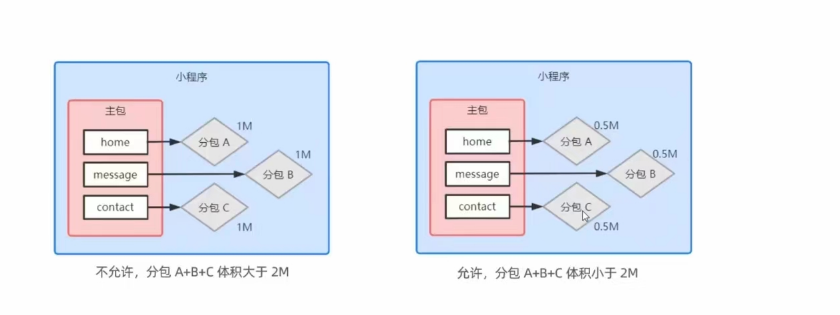 小程序
主包
home
分包 A
1M
message
分包 B
1M
contact
分包 C
1M
不允许，分包 A+B+C 体积大于 2M
小程序
主包
home
分包 A
0.5M
message
分包 B
0.5M
contact
分包 C
0.5M
允许，分包 A+B+C 体积小于 2M